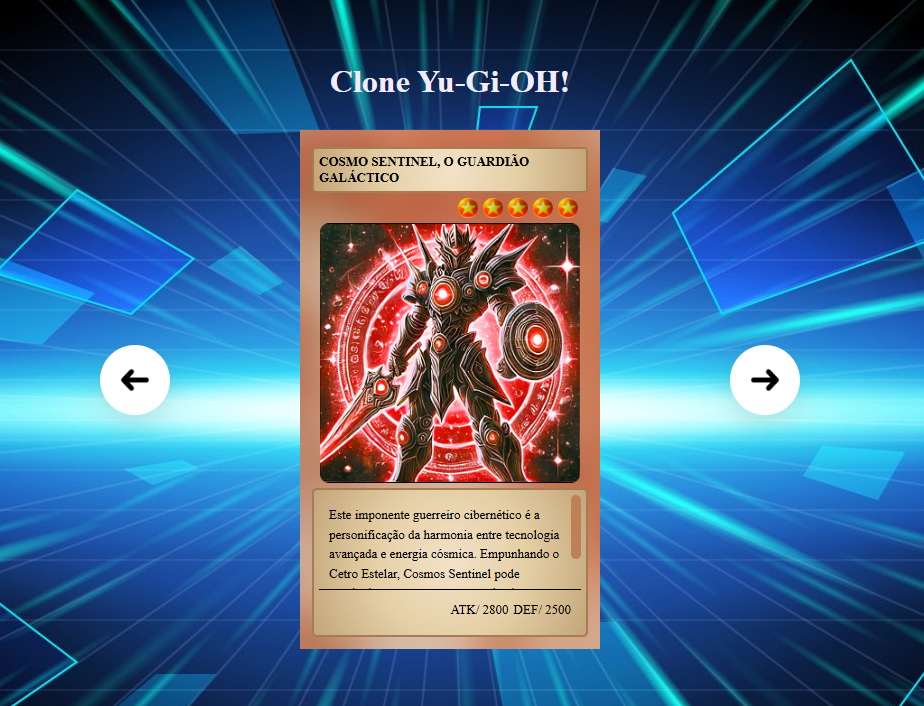 Clone Yu-Gi-OH!
COSMO SENTINEL, O GUARDIÃO
GALÁCTICO
Este imponente guerreiro cibernético é a
personificação da harmonia entre tecnologia
avançada e energia cósmica. Empunhando o
Cetro Estelar, Cosmos Sentinel pode
ATK/ 2800 DEF/ 2500